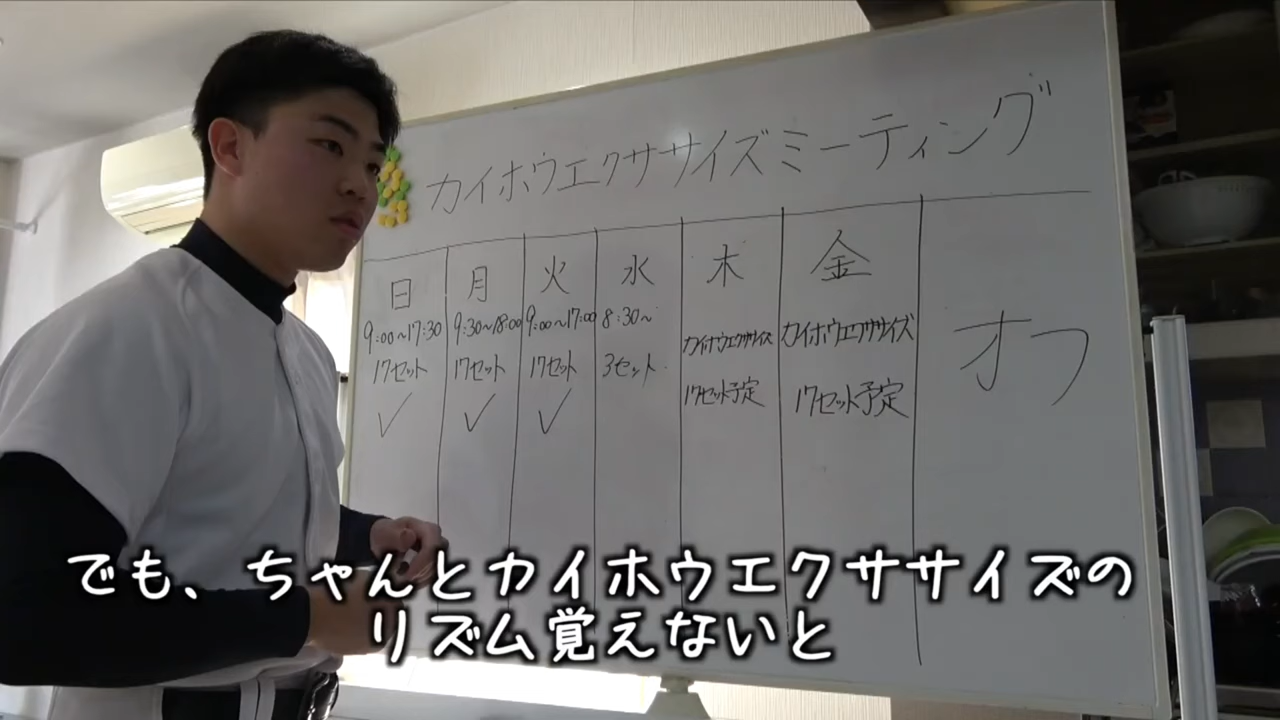 カイホウエクササイズミーティング
日 月 火 水 木 金
9:00~17:30 9:30~18:00 9:00~17:00 8:30~ カイホウエクササイズ カイホウエクササイズ オフ
17セット 17セット 17セット 3セット 17セット予定 17セット予定
でも、ちゃんとカイホウエクササイズの
リズム覚えないと